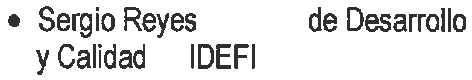 • Sergio Reyes de Desarrollo
y Calidad IDEFI